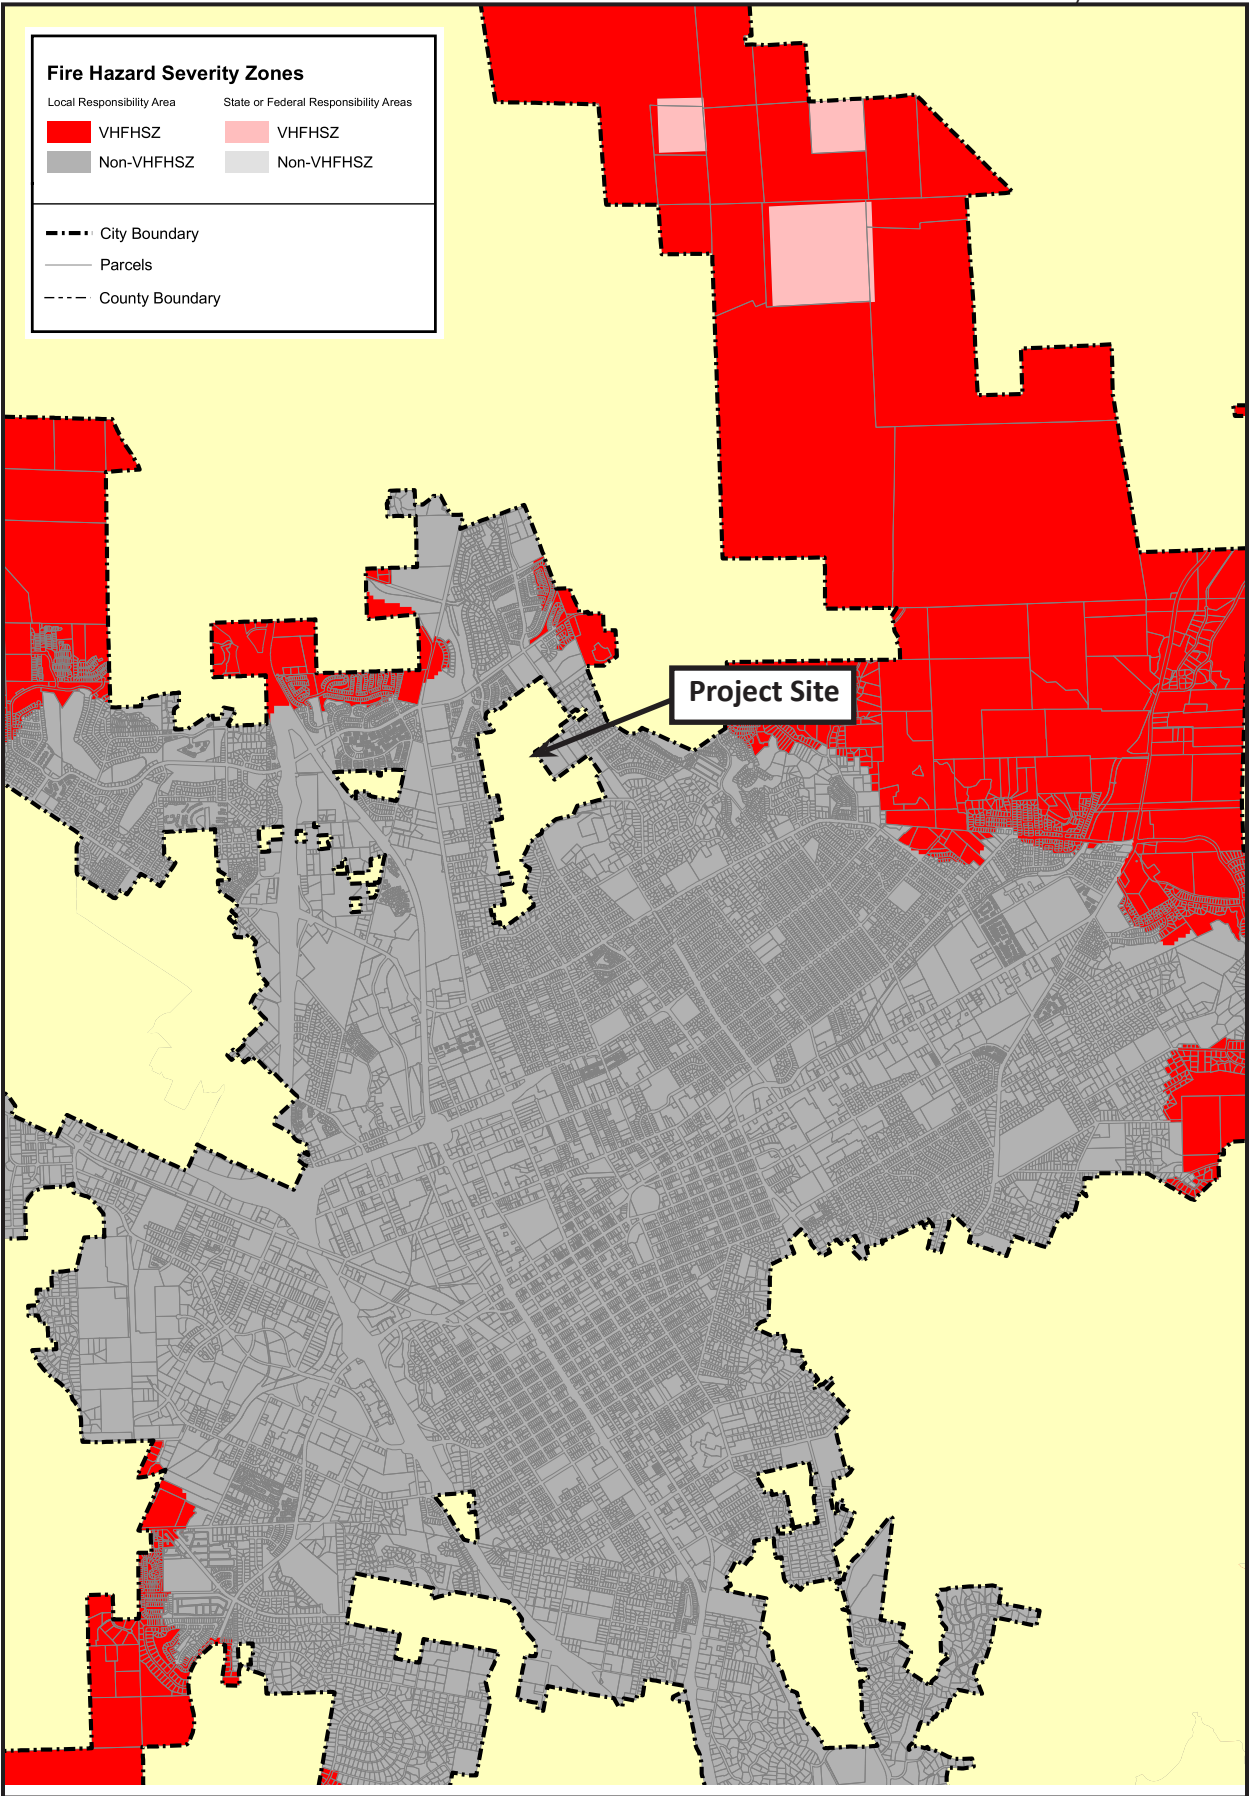 Fire Hazard Severity Zones
Local Responsibility Area State or Federal Responsibility Areas
VHFHSZ VHFHSZ
Non-VHFHSZ Non-VHFHSZ
City Boundary
Parcels
County Boundary
Project Site